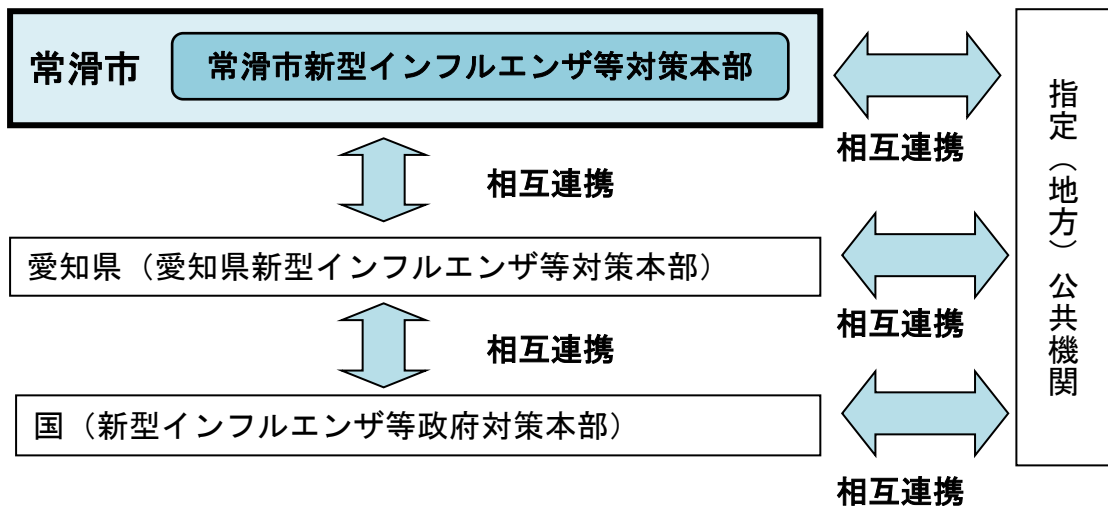 常滑市
常滑市新型インフルエンザ等対策本部
相互連携
相互連携
愛知県（愛知県新型インフルエンザ等対策本部）
相互連携
相互連携
国（新型インフルエンザ等政府対策本部）
相互連携
指定（地方）公共機関